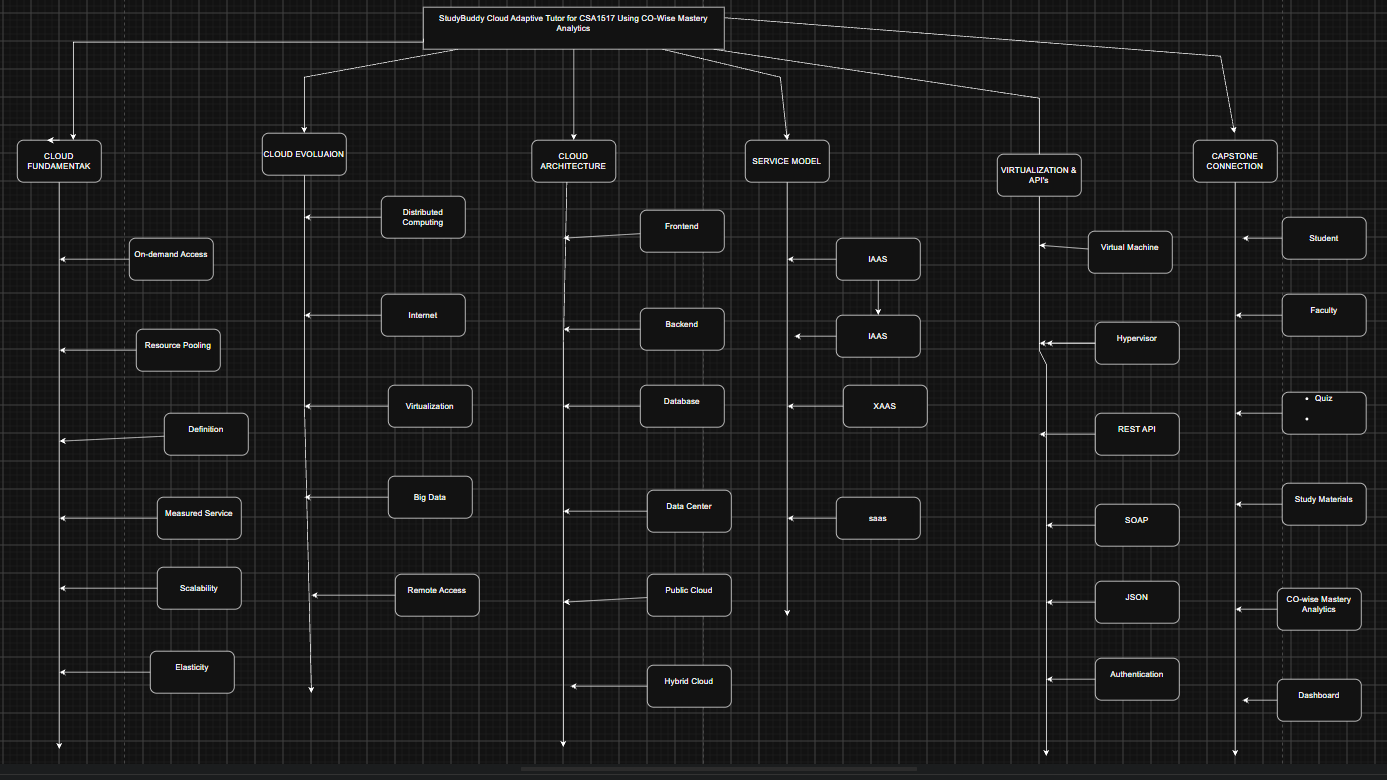 StudyBuddy Cloud Adaptive Tutor for CSA1517 Using CO-Wise Mastery
Analytics
CLOUD
FUNDAMENTAK
On-demand Access
Resource Pooling
Definition
Measured Service
Scalability
Elasticity
CLOUD EVOLUAION
Distributed
Computing
Internet
Virtualization
Big Data
Remote Access
CLOUD
ARCHITECTURE
Frontend
Backend
Database
Data Center
Public Cloud
Hybrid Cloud
SERVICE MODEL
IAAS
IAAS
XAAS
saas
VIRTUALIZATION &
API's
Virtual Machine
Hypervisor
REST API
SOAP
JSON
Authentication
CAPSTONE
CONNECTION
Student
Faculty
• Quiz
•
Study Materials
CO-wise Mastery
Analytics
Dashboard